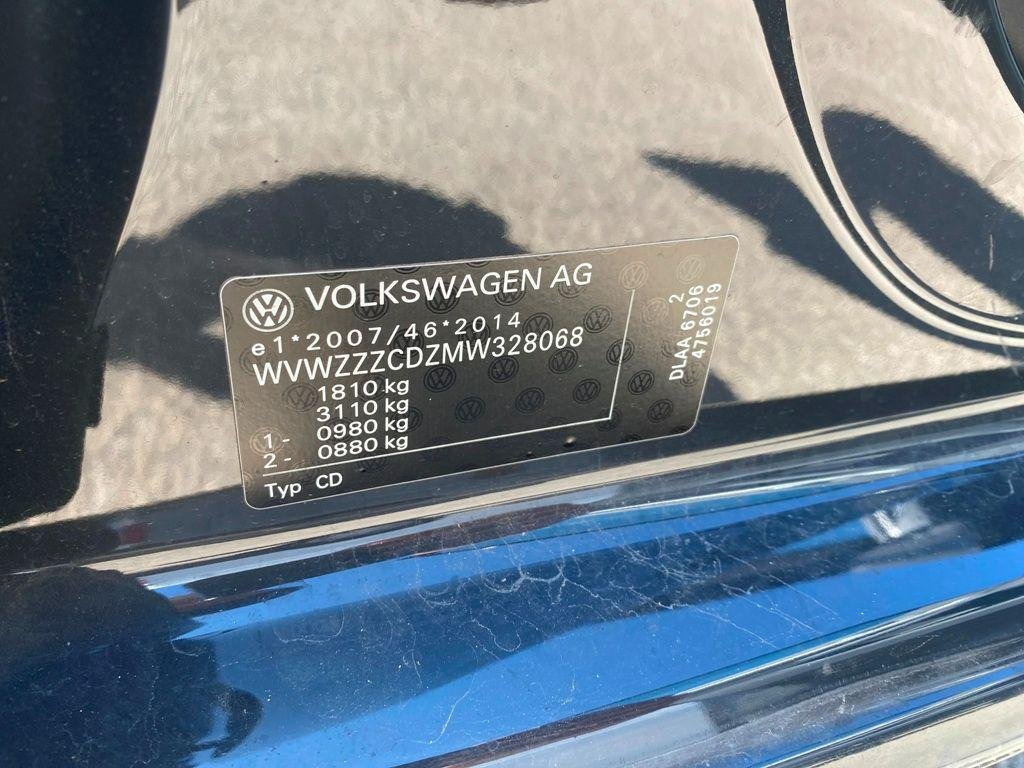 VOLKSWAGEN AG
e1*2007/46*2014
WVWZZZCDZMW328068
1810 kg
3110 kg
1- 0980 kg
2- 0880 kg
Typ CD
2
DLAA 6706
4756019